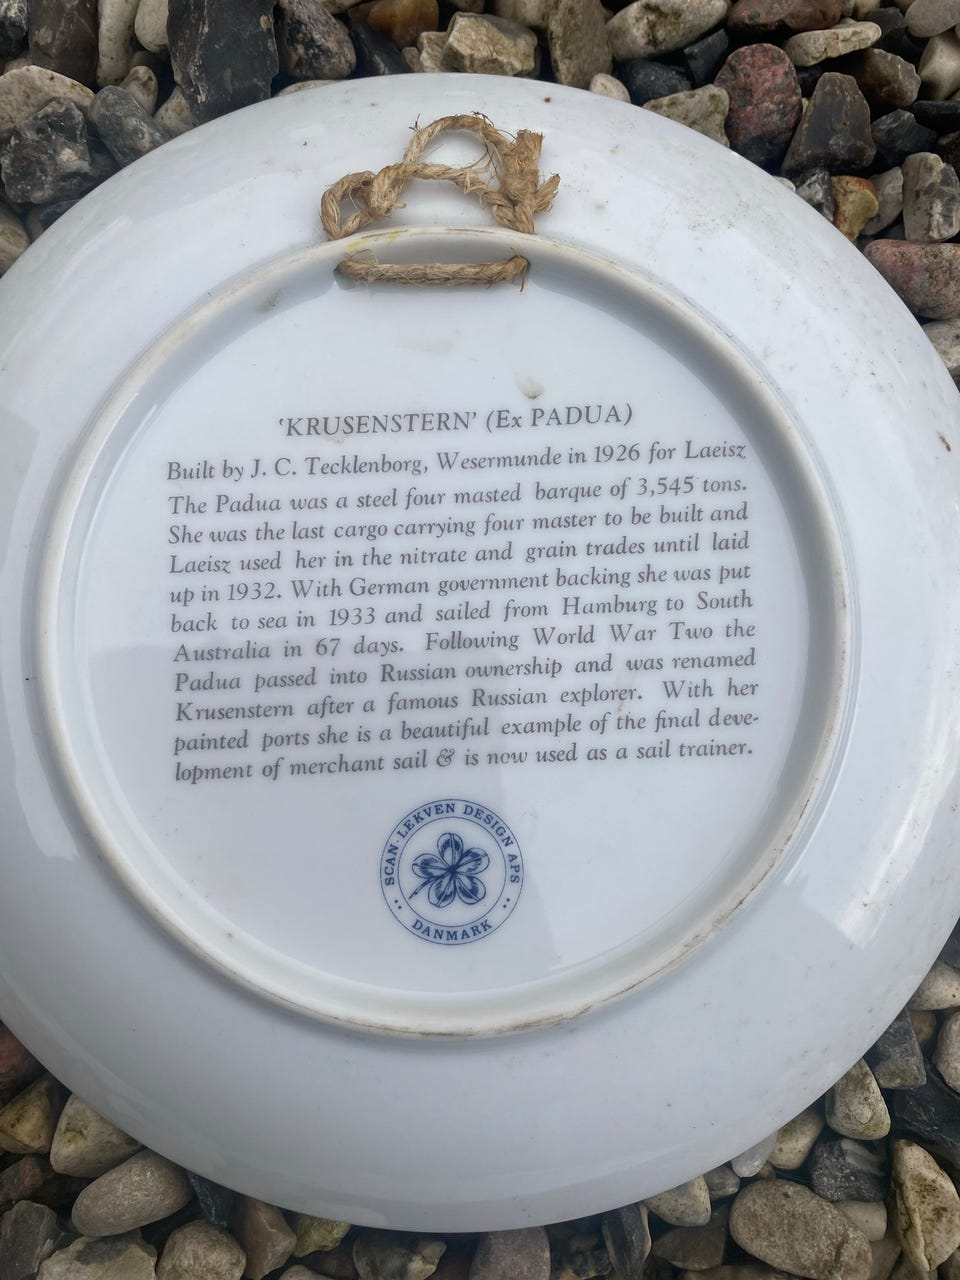 'KRUSENSTERN' (Ex PADUA)
Built by J. C. Tecklenborg, Wesermunde in 1926 for Laeisz
The Padua was a steel four masted barque of 3,545 tons.
She was the last cargo carrying four master to be built and
Laeisz used her in the nitrate and grain trades until laid
up in 1932. With German government backing she was put
back to sea in 1933 and sailed from Hamburg to South
Australia in 67 days. Following World War Two the
Padua passed into Russian ownership and was renamed
Krusenstern after a famous Russian explorer. With her
painted ports she is a beautiful example of the final deve-
lopment of merchant sail & is now used as a sail trainer.
SCAN·LEKVEN DESIGN APS
DANMARK